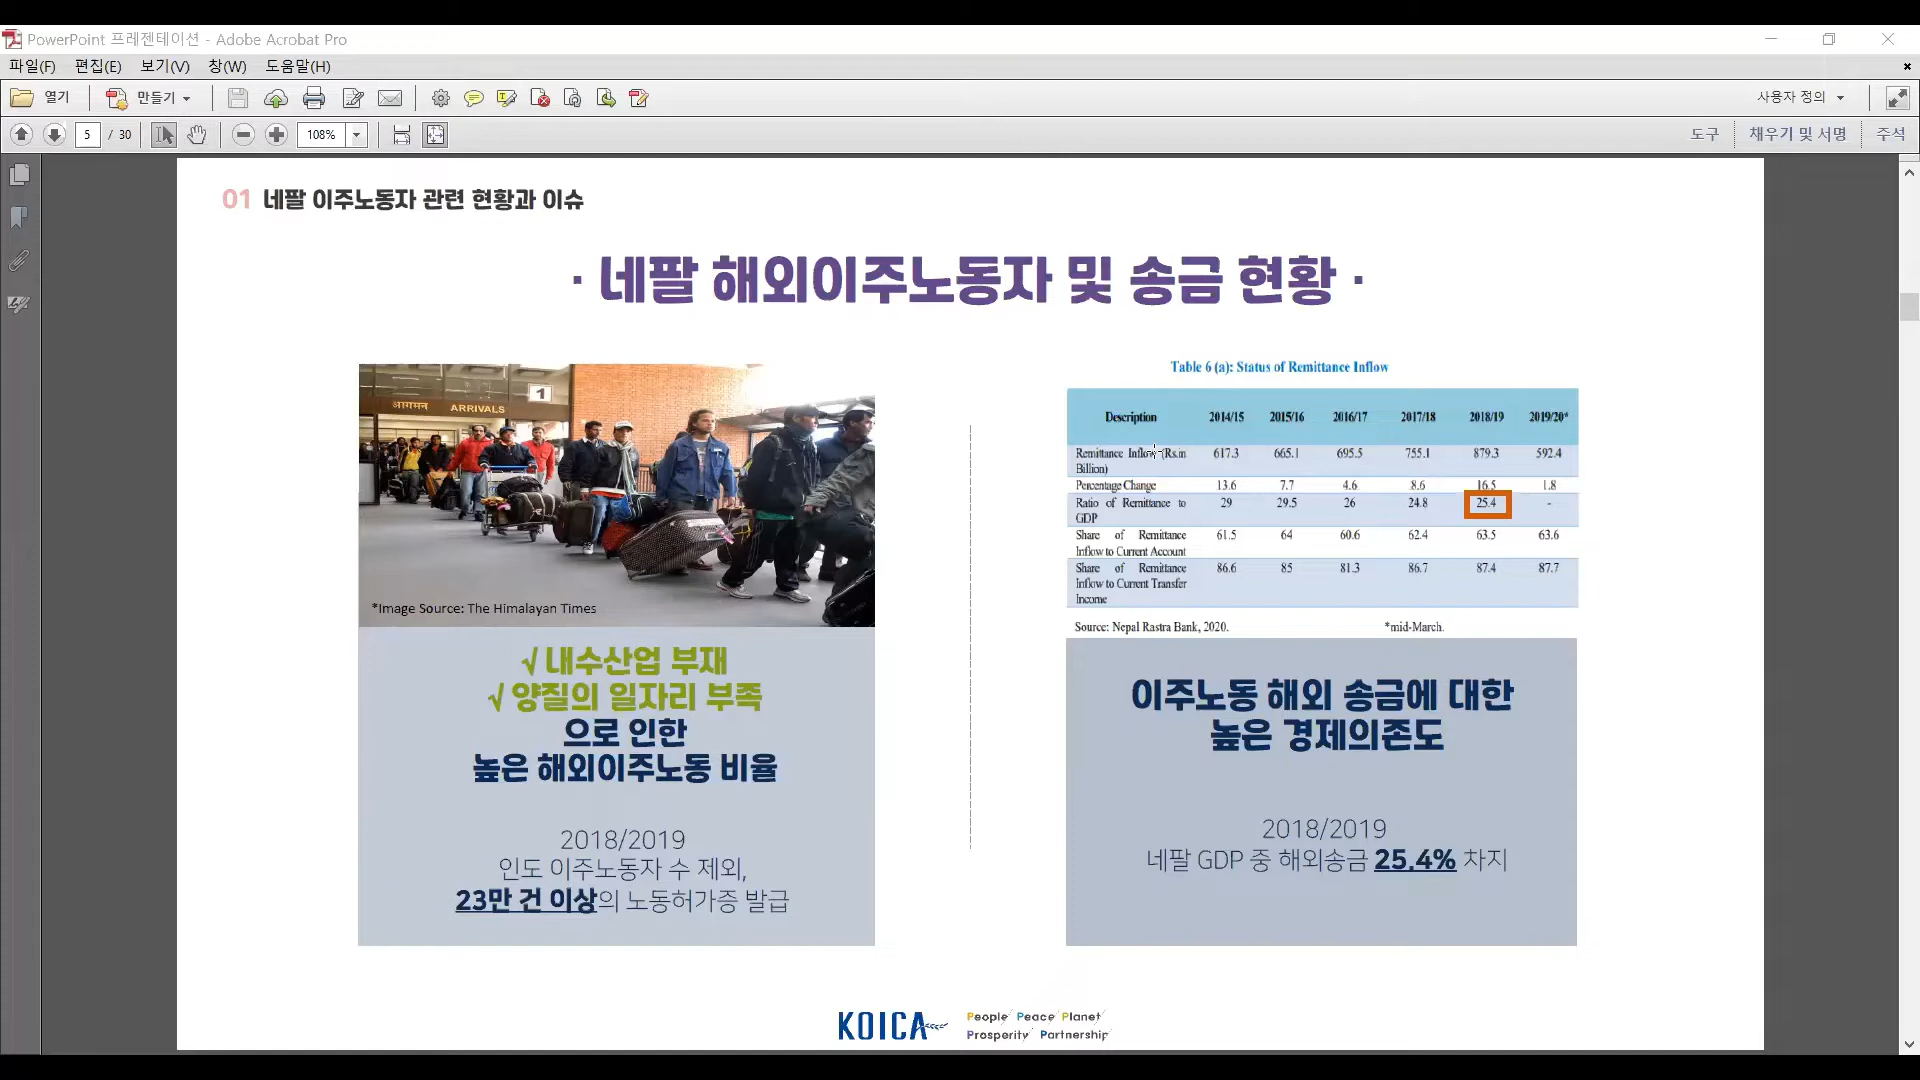 PowerPoint 프레젠테이션 - Adobe Acrobat Pro
파일(F) 편집(E) 보기(V) 창(W) 도움말(H)
열기 만들기 사용자 정의
5 / 30 108% 도구 채우기 및 서명 주석
01 네팔 이주노동자 관련 현황과 이슈
· 네팔 해외이주노동자 및 송금 현황 ·
1
आगमन ARRIVALS
*Image Source: The Himalayan Times
√ 내수산업 부재
√ 양질의 일자리 부족
으로 인한
높은 해외이주노동 비율
2018/2019
인도 이주노동자 수 제외,
23만 건 이상의 노동허가증 발급
Table 6 (a): Status of Remittance Inflow
Description 2014/15 2015/16 2016/17 2017/18 2018/19 2019/20*
Remittance Inflow (Rs.in 617.3 665.1 695.5 755.1 879.3 592.4
Billion)
Percentage Change 13.6 7.7 4.6 8.6 16.5 1.8
Ratio of Remittance to 29 29.5 26 24.8 25.4 -
GDP
Share of Remittance 61.5 64 60.6 62.4 63.5 63.6
Inflow to Current Account
Share of Remittance 86.6 85 81.3 86.7 87.4 87.7
Inflow to Current Transfer
Income
Source: Nepal Rastra Bank, 2020. *mid-March.
이주노동 해외 송금에 대한
높은 경제의존도
2018/2019
네팔 GDP 중 해외송금 25.4% 차지
KOICA
People Peace Planet
Prosperity Partnership